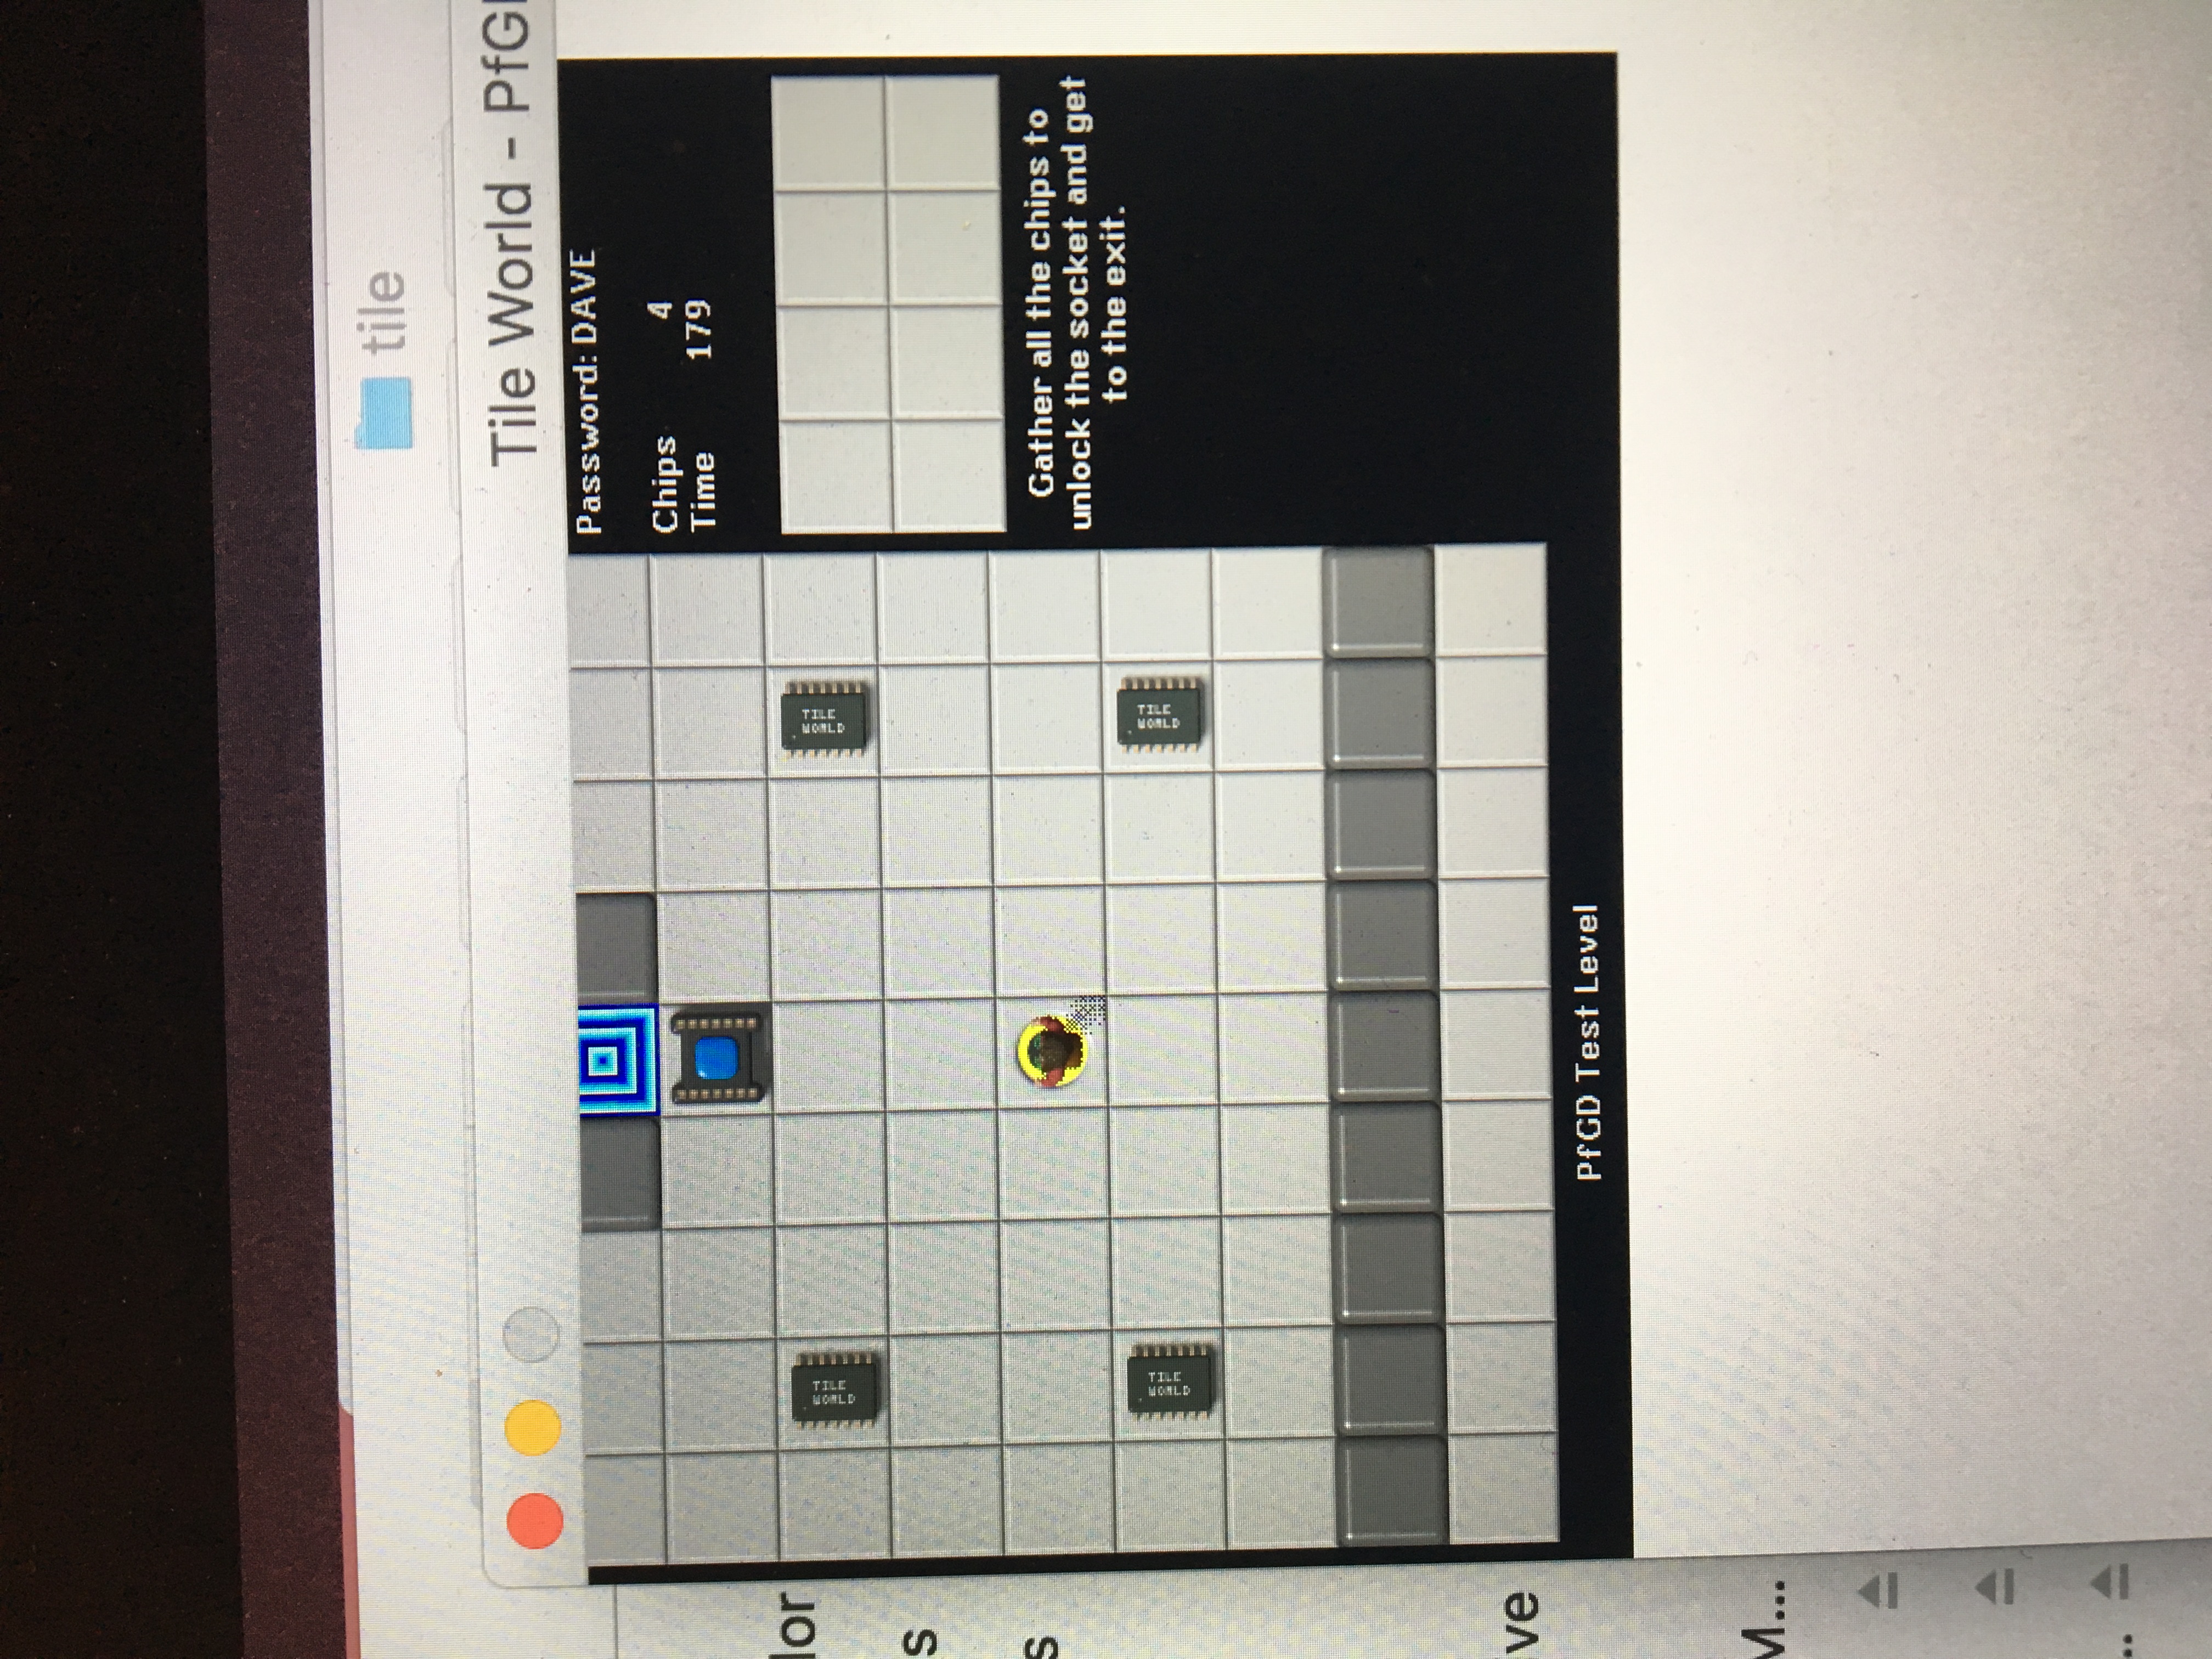 tile
Tile World - PfG
Password: DAVE
Chips 4
Time 179
lor
TILE
WORLD
TILE
WORLD
s
s
Gather all the chips to
unlock the socket and get
to the exit.
TILE
WORLD
TILE
WORLD
ve
PfGD Test Level
M...